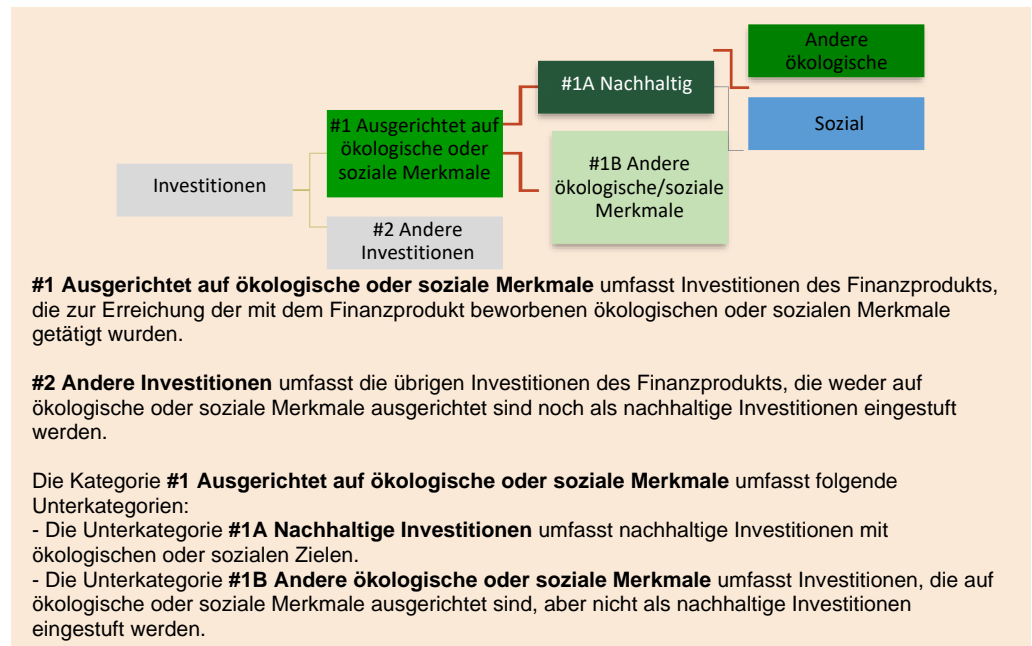 Andere
ökologische
#1A Nachhaltig
Sozial
#1 Ausgerichtet auf
ökologische oder
soziale Merkmale
#1B Andere
ökologische/soziale
Merkmale
Investitionen
#2 Andere
Investitionen
#1 Ausgerichtet auf ökologische oder soziale Merkmale umfasst Investitionen des Finanzprodukts,
die zur Erreichung der mit dem Finanzprodukt beworbenen ökologischen oder sozialen Merkmale
getätigt wurden.
#2 Andere Investitionen umfasst die übrigen Investitionen des Finanzprodukts, die weder auf
ökologische oder soziale Merkmale ausgerichtet sind noch als nachhaltige Investitionen eingestuft
werden.
Die Kategorie #1 Ausgerichtet auf ökologische oder soziale Merkmale umfasst folgende
Unterkategorien:
- Die Unterkategorie #1A Nachhaltige Investitionen umfasst nachhaltige Investitionen mit
ökologischen oder sozialen Zielen.
- Die Unterkategorie #1B Andere ökologische oder soziale Merkmale umfasst Investitionen, die auf
ökologische oder soziale Merkmale ausgerichtet sind, aber nicht als nachhaltige Investitionen
eingestuft werden.